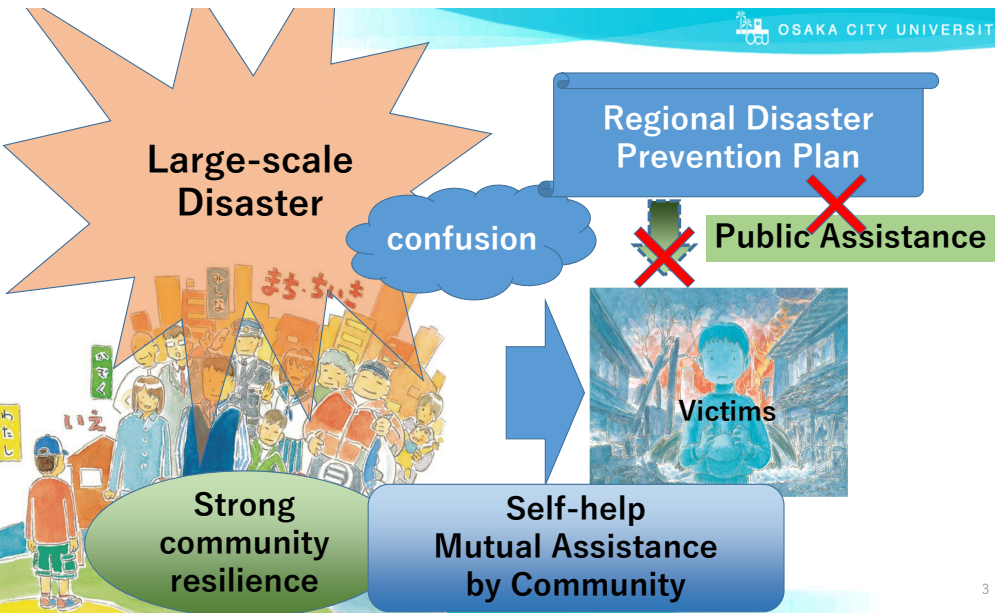 OSAKA CITY UNIVERSIT
Regional Disaster
Prevention Plan
Large-scale
Disaster
confusion
Public Assistance
みんな
まち・ちいき
かぞく
いえ
わたし
Victims
Strong
community
resilience
Self-help
Mutual Assistance
by Community
3